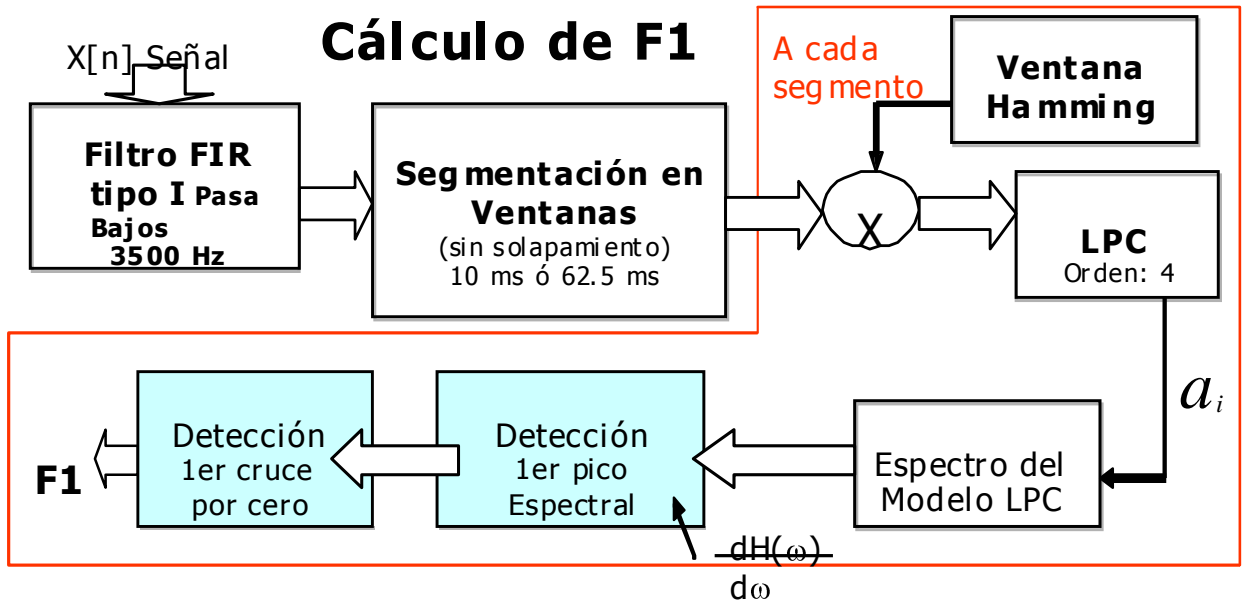 Cálculo de F1
X[n] Señal
Filtro FIR
tipo I Pasa
Bajos
3500 Hz
Segmentación en
Ventanas
(sin solapamiento)
10 ms ó 62.5 ms
A cada
segmento
Ventana
Hamming
X
LPC
Orden: 4
a_i
Espectro del
Modelo LPC
Detección
1er pico
Espectral
dH(ω)
dω
Detección
1er cruce
por cero
F1